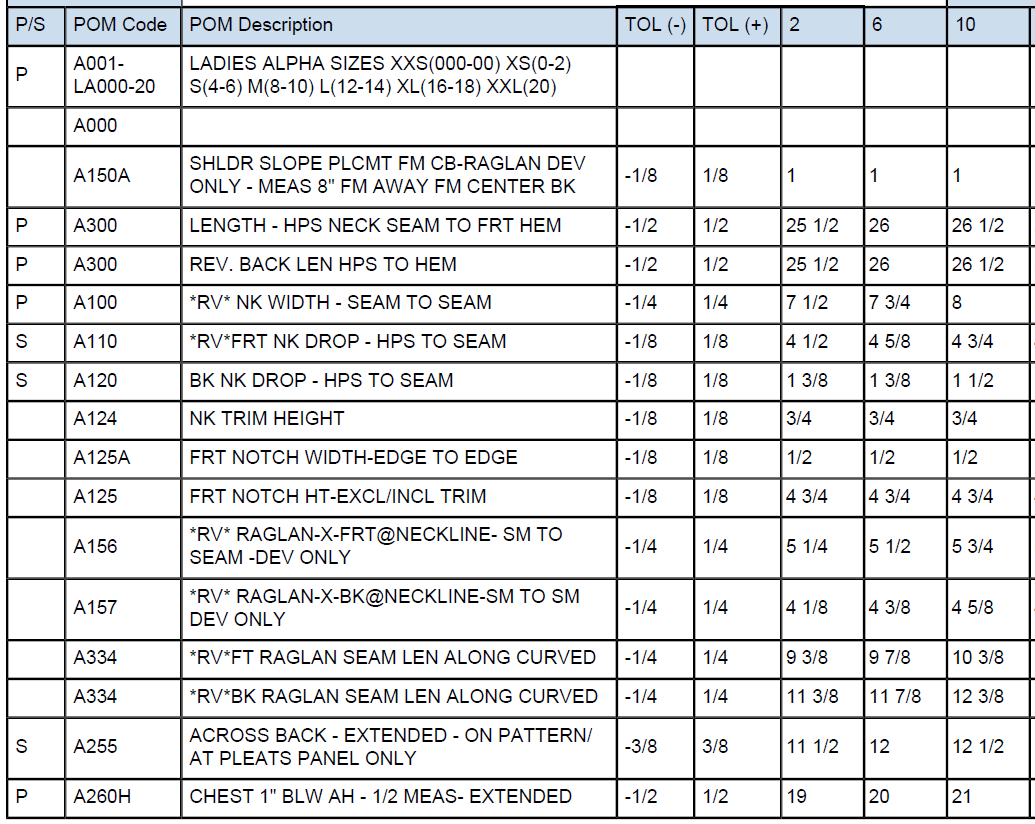 P/S POM Code POM Description TOL (-) TOL (+) 2 6 10
P A001-LA000-20 LADIES ALPHA SIZES XXS(000-00) XS(0-2)
S(4-6) M(8-10) L(12-14) XL(16-18) XXL(20)
A000
A150A SHLDR SLOPE PLCMT FM CB-RAGLAN DEV
ONLY - MEAS 8" FM AWAY FM CENTER BK -1/8 1/8 1 1 1
P A300 LENGTH - HPS NECK SEAM TO FRT HEM -1/2 1/2 25 1/2 26 26 1/2
P A300 REV. BACK LEN HPS TO HEM -1/2 1/2 25 1/2 26 26 1/2
P A100 *RV* NK WIDTH - SEAM TO SEAM -1/4 1/4 7 1/2 7 3/4 8
S A110 *RV*FRT NK DROP - HPS TO SEAM -1/8 1/8 4 1/2 4 5/8 4 3/4
S A120 BK NK DROP - HPS TO SEAM -1/8 1/8 1 3/8 1 3/8 1 1/2
A124 NK TRIM HEIGHT -1/8 1/8 3/4 3/4 3/4
A125A FRT NOTCH WIDTH-EDGE TO EDGE -1/8 1/8 1/2 1/2 1/2
A125 FRT NOTCH HT-EXCL/INCL TRIM -1/8 1/8 4 3/4 4 3/4 4 3/4
A156 *RV* RAGLAN-X-FRT@NECKLINE- SM TO
SEAM -DEV ONLY -1/4 1/4 5 1/4 5 1/2 5 3/4
A157 *RV* RAGLAN-X-BK@NECKLINE-SM TO SM
DEV ONLY -1/4 1/4 4 1/8 4 3/8 4 5/8
A334 *RV*FT RAGLAN SEAM LEN ALONG CURVED -1/4 1/4 9 3/8 9 7/8 10 3/8
A334 *RV*BK RAGLAN SEAM LEN ALONG CURVED -1/4 1/4 11 3/8 11 7/8 12 3/8
S A255 ACROSS BACK - EXTENDED - ON PATTERN/
AT PLEATS PANEL ONLY -3/8 3/8 11 1/2 12 12 1/2
P A260H CHEST 1" BLW AH - 1/2 MEAS- EXTENDED -1/2 1/2 19 20 21